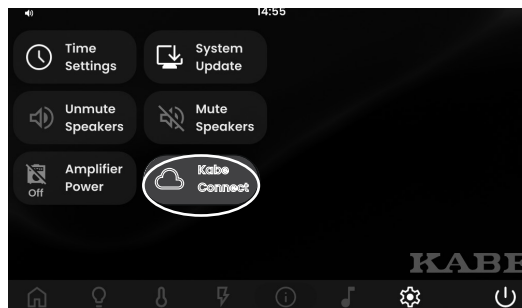 14:55
Time
Settings
System
Update
Unmute
Speakers
Mute
Speakers
Amplifier
Power
Off
Kabe
Connect
KABE